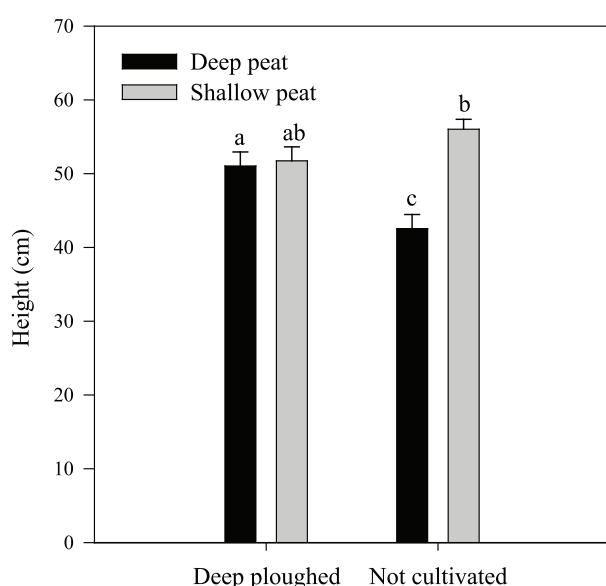 70
Deep peat
Shallow peat
60
b
a
ab
50
c
40
Height (cm)
30
20
10
0
Deep ploughed
Not cultivated